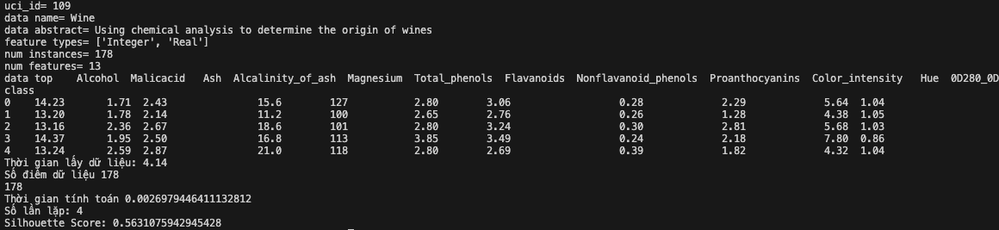 uci_id= 109
data name= Wine
data abstract= Using chemical analysis to determine the origin of wines
feature types= ['Integer', 'Real']
num instances= 178
num features= 13
data top    Alcohol  Malicacid   Ash  Alcalinity_of_ash  Magnesium  Total_phenols  Flavanoids  Nonflavanoid_phenols  Proanthocyanins  Color_intensity   Hue  0D280_0D
class
0    14.23       1.71  2.43               15.6         127           2.80        3.06                  0.28             2.29             5.64  1.04
1    13.20       1.78  2.14               11.2         100           2.65        2.76                  0.26             1.28             4.38  1.05
2    13.16       2.36  2.67               18.6         101           2.80        3.24                  0.30             2.81             5.68  1.03
3    14.37       1.95  2.50               16.8         113           3.85        3.49                  0.24             2.18             7.80  0.86
4    13.24       2.59  2.87               21.0         118           2.80        2.69                  0.39             1.82             4.32  1.04
Thời gian lấy dữ liệu: 4.14
Số điểm dữ liệu 178
178
Thời gian tính toán 0.0026979446411132812
Số lần lặp: 4
Silhouette Score: 0.5631075942945428